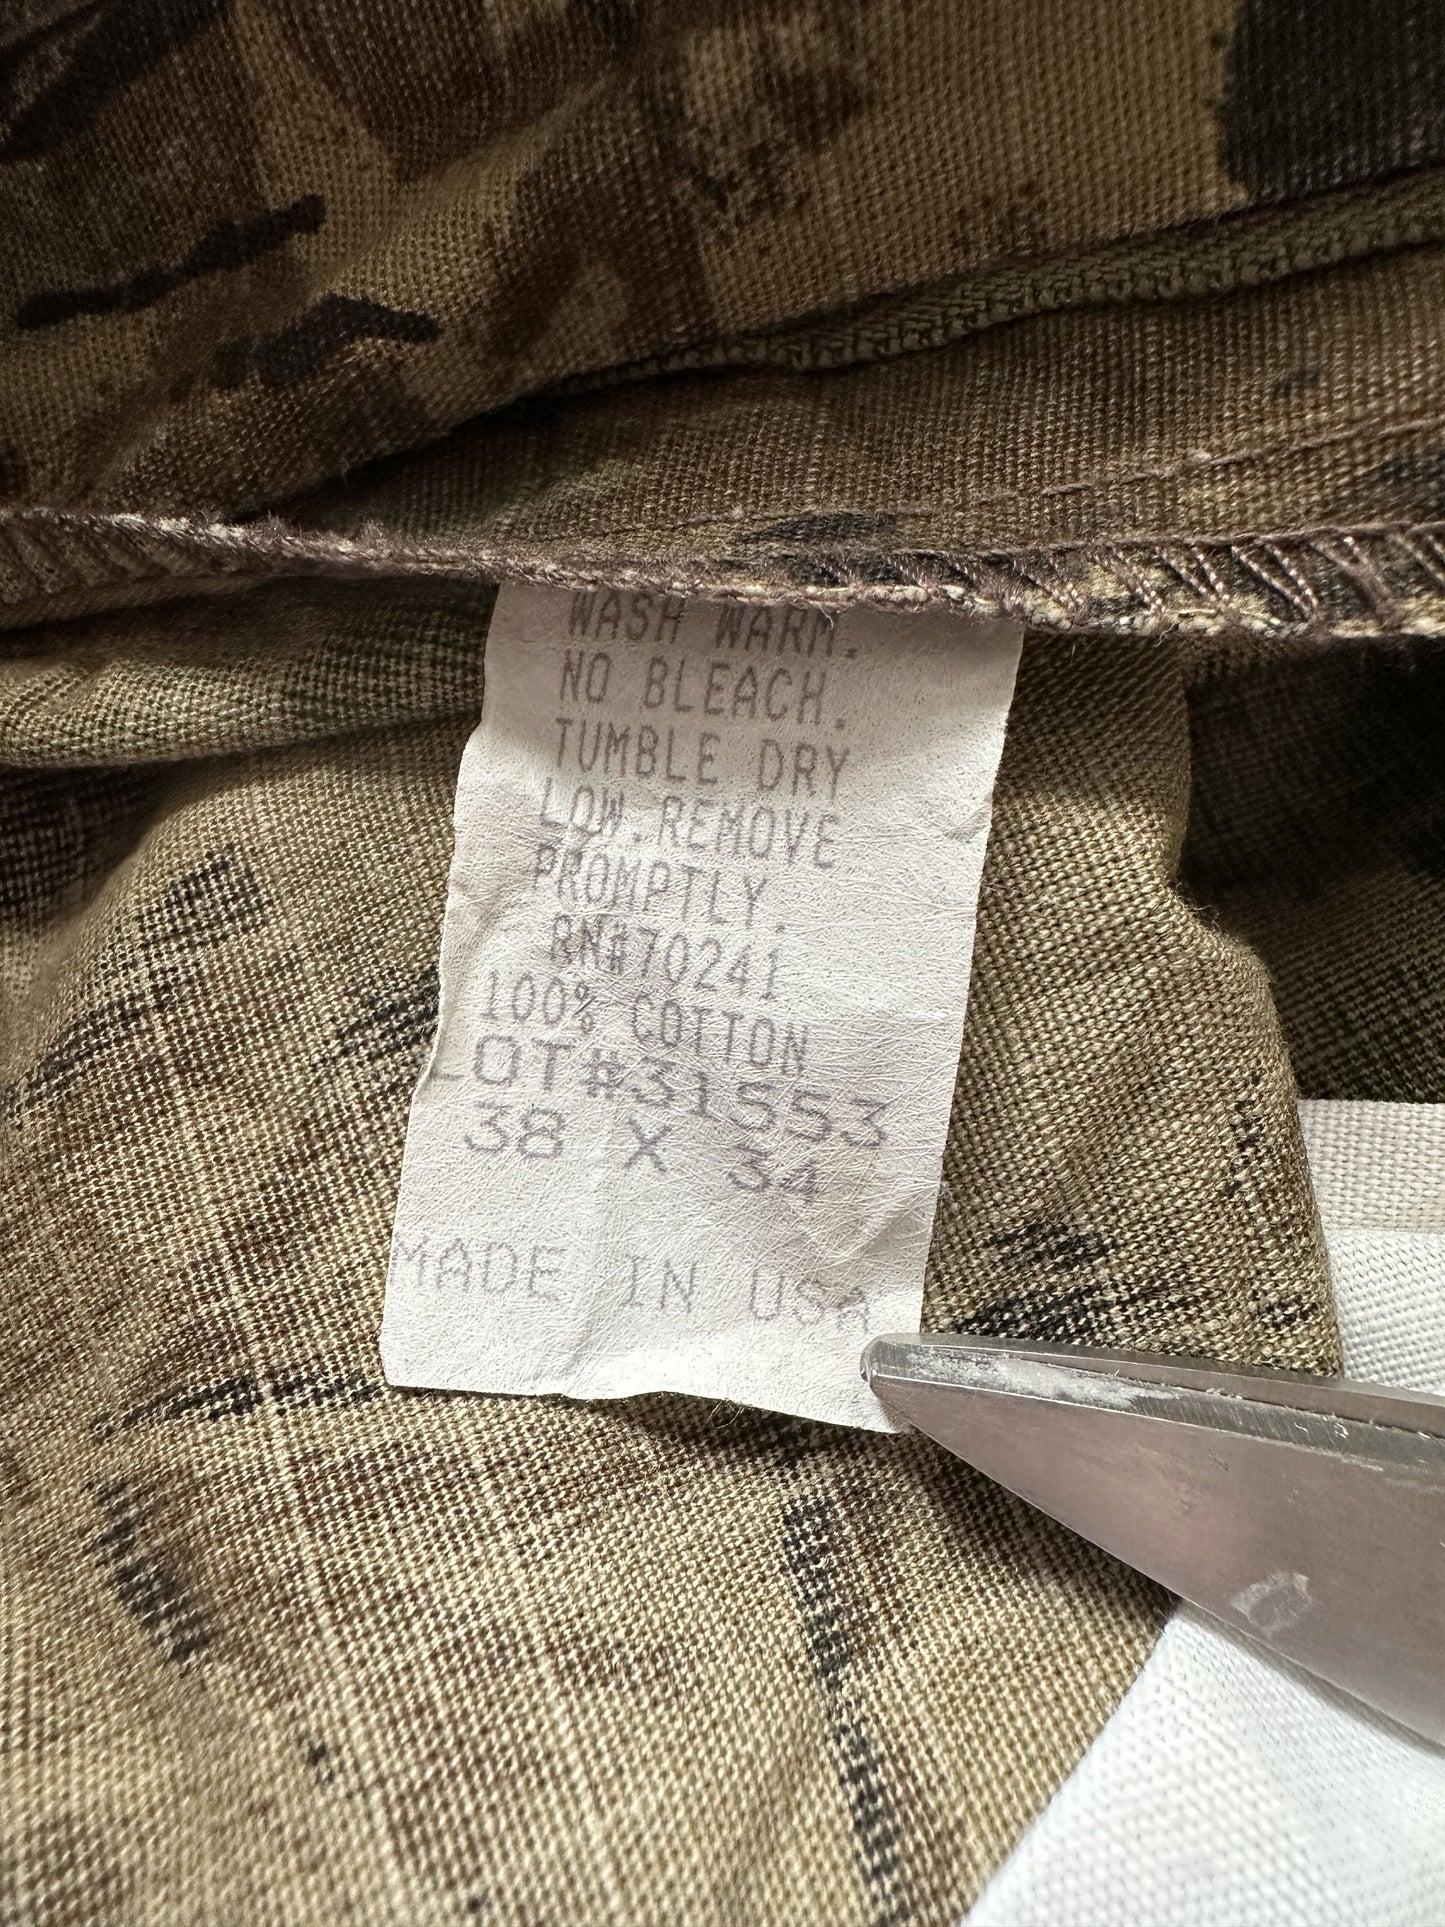 WASH WARM.
NO BLEACH.
TUMBLE DRY
LOW.REMOVE
PROMPTLY.
RN#70241
100% COTTON
LOT#31553
38 X 34
MADE IN USA